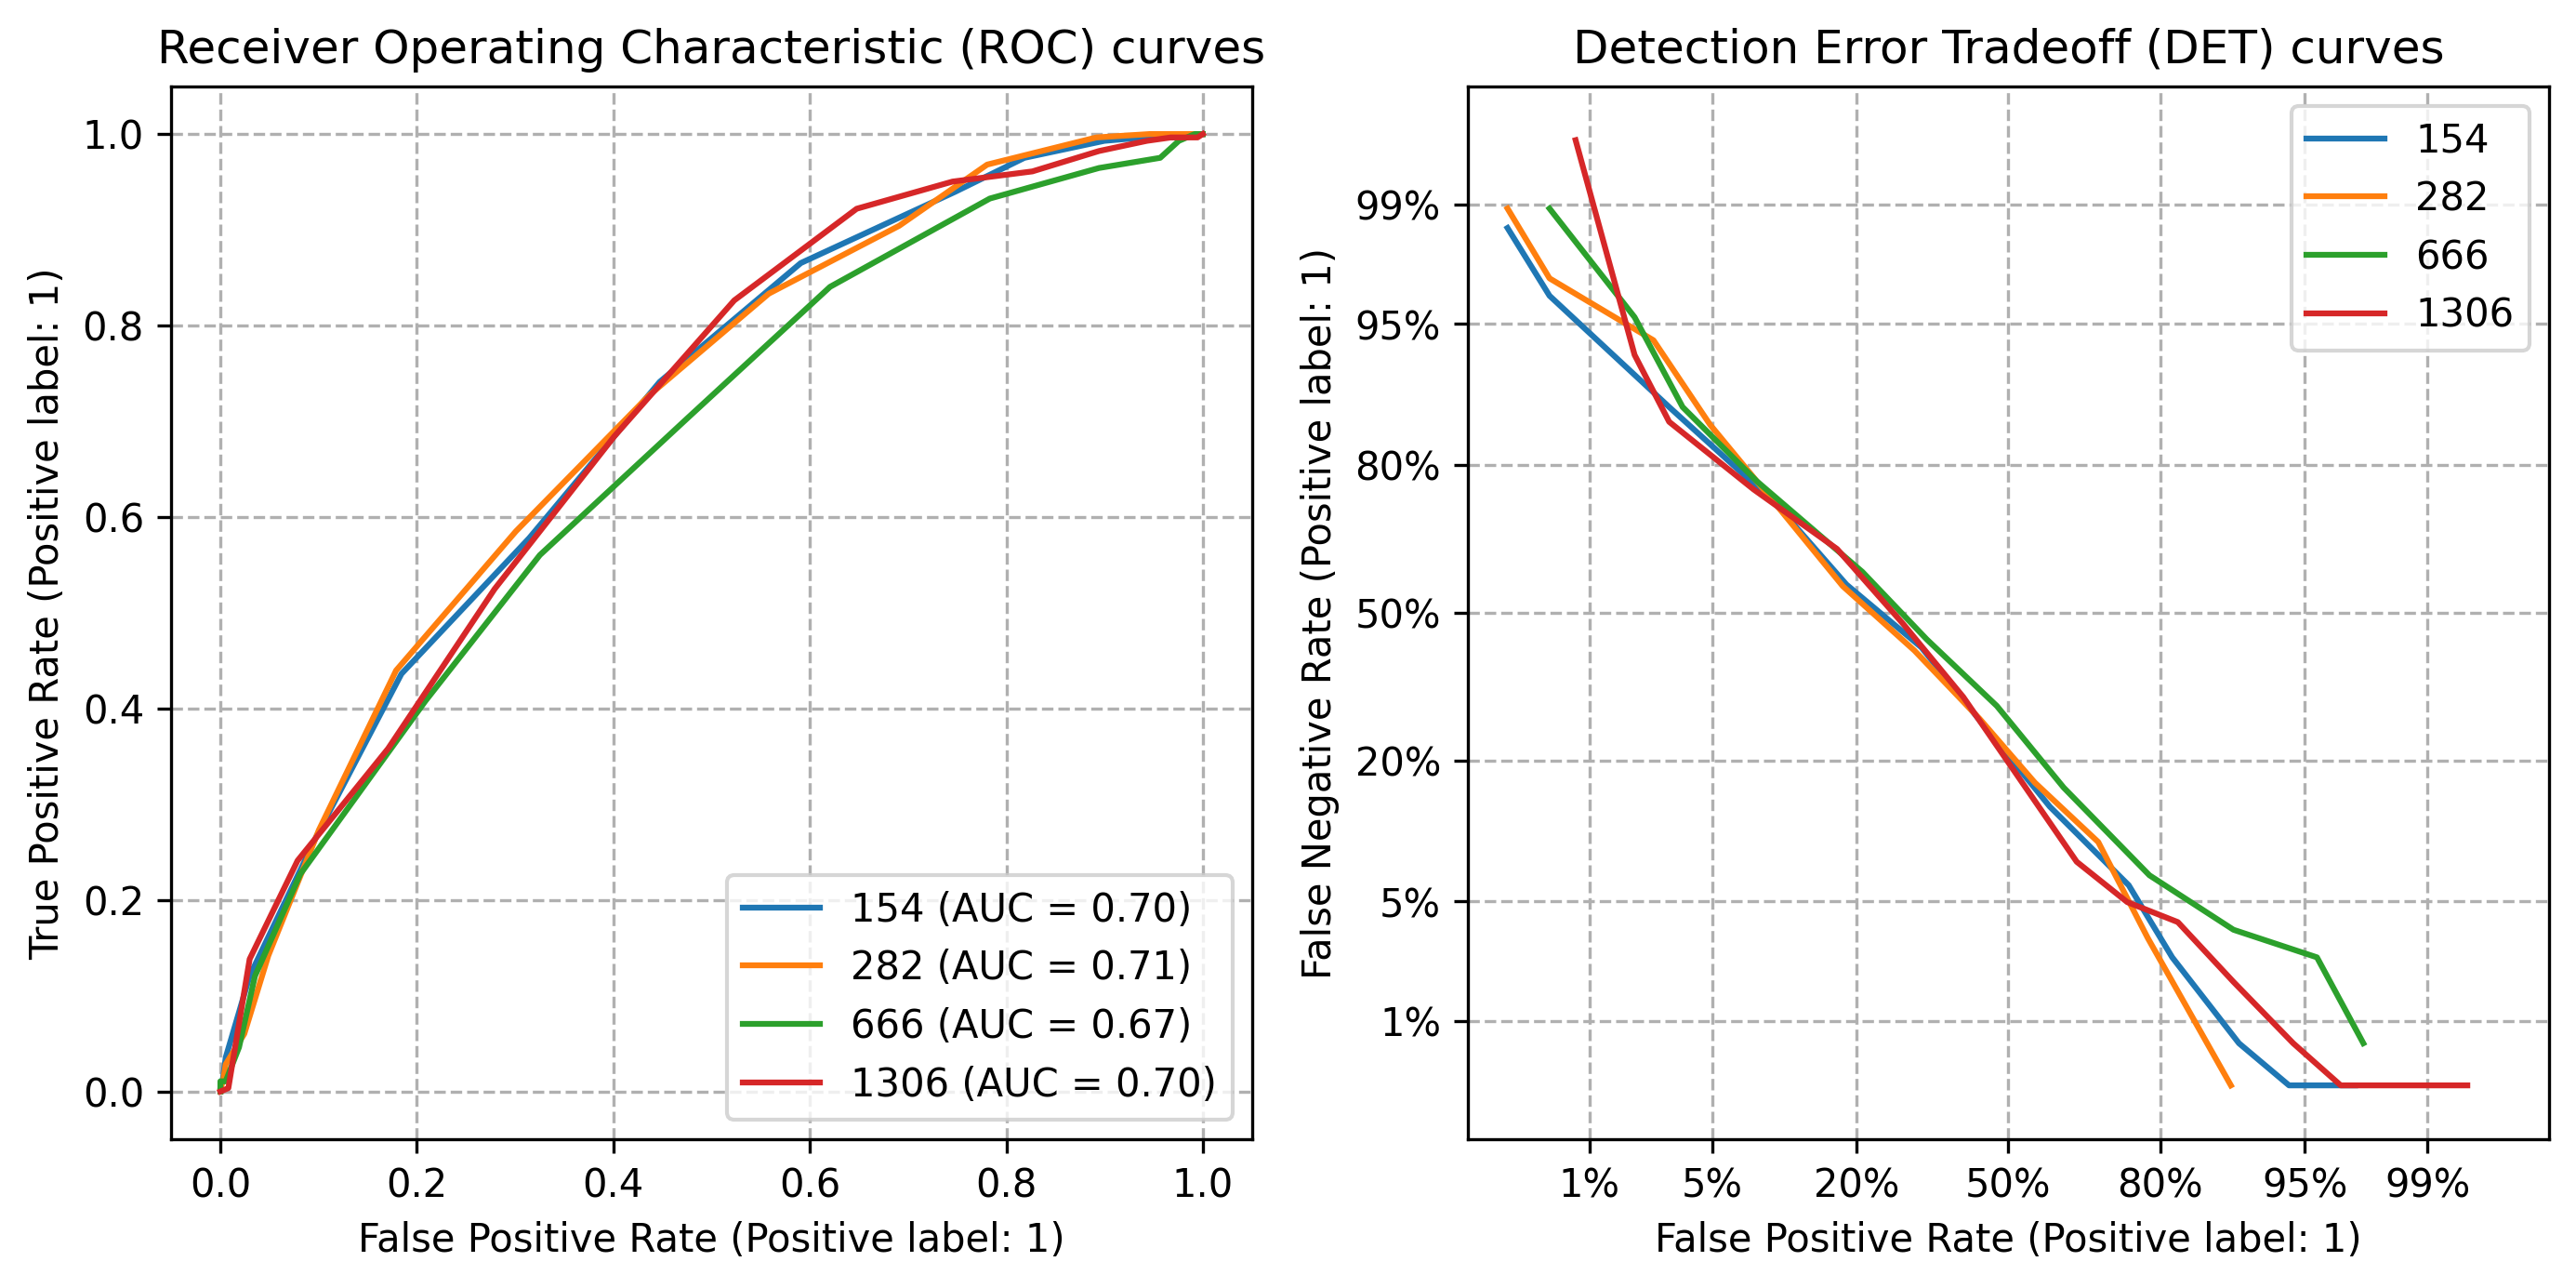 Receiver Operating Characteristic (ROC) curves
True Positive Rate (Positive label: 1)
1.0
0.8
0.6
0.4
0.2
0.0
154 (AUC = 0.70)
282 (AUC = 0.71)
666 (AUC = 0.67)
1306 (AUC = 0.70)
0.0 0.2 0.4 0.6 0.8 1.0
False Positive Rate (Positive label: 1)
Detection Error Tradeoff (DET) curves
False Negative Rate (Positive label: 1)
99%
95%
80%
50%
20%
5%
1%
154
282
666
1306
1% 5% 20% 50% 80% 95% 99%
False Positive Rate (Positive label: 1)